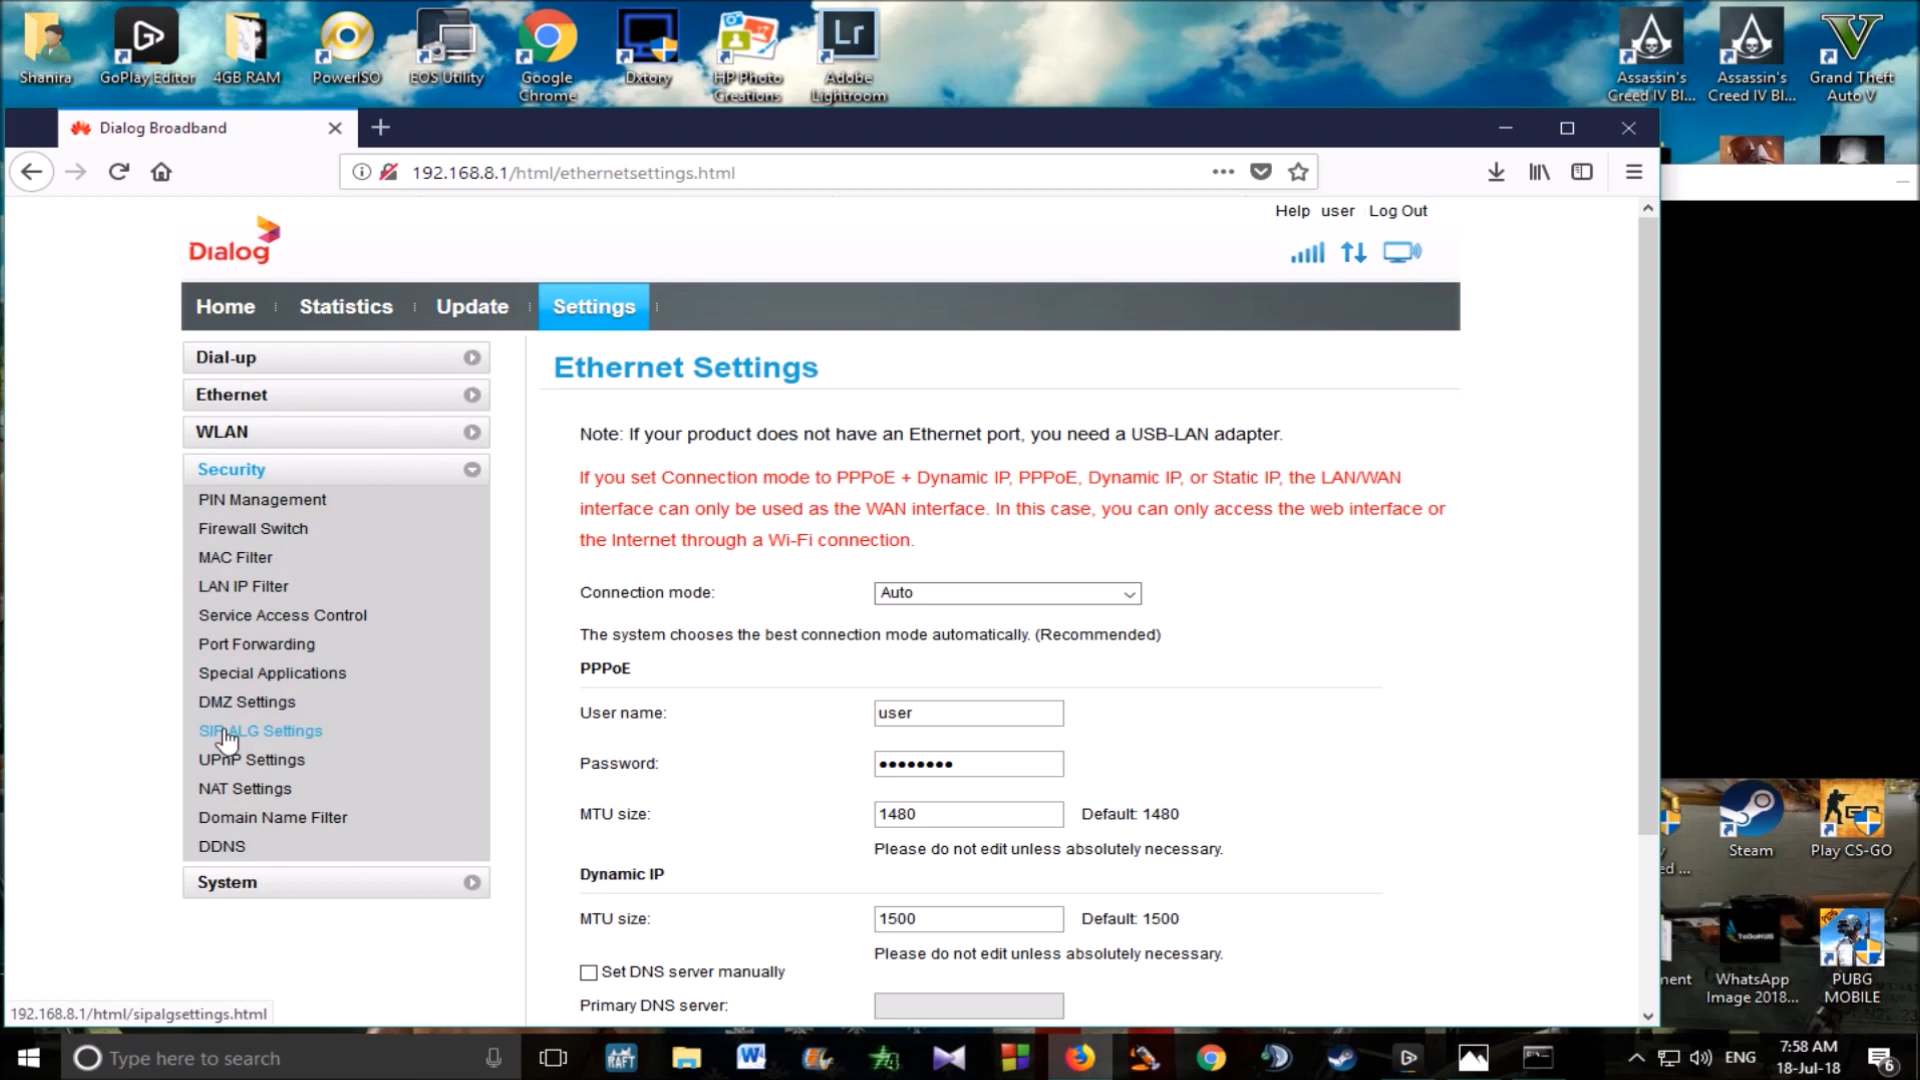 Shanira
GoPlay Editor
4GB RAM
PowerISO
EOS Utility
Google
Chrome
Dxtory
HP Photo
Creations
Lr
Adobe
Lightroom
Assassin's
Creed IV Bl...
Assassin's
Creed IV Bl...
Grand Theft
Auto V
Dialog Broadband
192.168.8.1/html/ethernetsettings.html
Help user Log Out
Dialog
Home
Statistics
Update
Settings
Dial-up
Ethernet
WLAN
Security
PIN Management
Firewall Switch
MAC Filter
LAN IP Filter
Service Access Control
Port Forwarding
Special Applications
DMZ Settings
SIP ALG Settings
UPnP Settings
NAT Settings
Domain Name Filter
DDNS
System
Ethernet Settings
Note: If your product does not have an Ethernet port, you need a USB-LAN adapter.
If you set Connection mode to PPPoE + Dynamic IP, PPPoE, Dynamic IP, or Static IP, the LAN/WAN
interface can only be used as the WAN interface. In this case, you can only access the web interface or
the Internet through a Wi-Fi connection.
Connection mode: Auto
The system chooses the best connection mode automatically. (Recommended)
PPPoE
User name: user
Password: ••••••••
MTU size: 1480 Default: 1480
Please do not edit unless absolutely necessary.
Dynamic IP
MTU size: 1500 Default: 1500
Please do not edit unless absolutely necessary.
Set DNS server manually
Primary DNS server:
192.168.8.1/html/sipalgsettings.html
Steam
Play CS-GO
ed ...
ment
WhatsApp
Image 2018...
PUBG
MOBILE
Type here to search
RAFT
ENG
7:58 AM
18-Jul-18
6